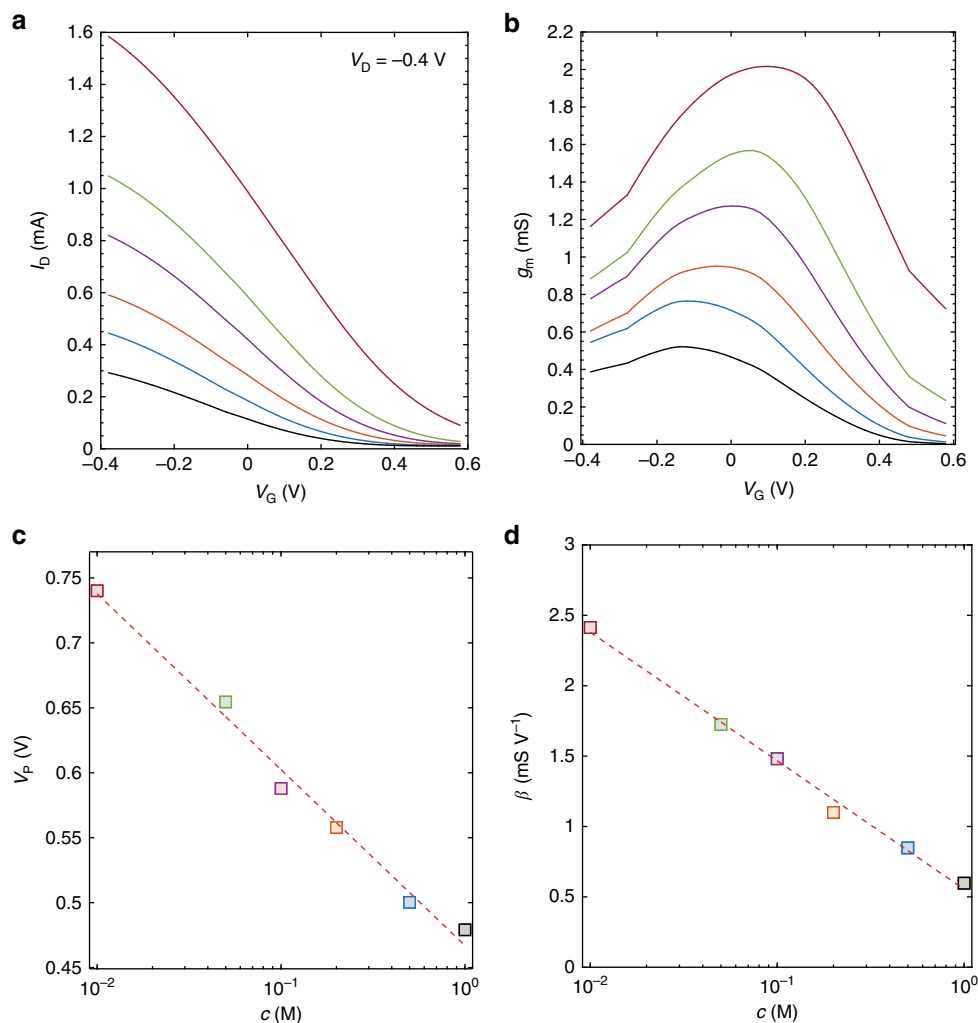 a
V_D = −0.4 V
1.6
1.4
1.2
1.0
0.8
0.6
0.4
0.2
0
I_D (mA)
−0.4 −0.2 0 0.2 0.4 0.6
V_G (V)
b
2.2
2
1.8
1.6
1.4
1.2
1
0.8
0.6
0.4
0.2
0
g_m (mS)
−0.4 −0.2 0 0.2 0.4 0.6
V_G (V)
c
0.75
0.7
0.65
0.6
0.55
0.5
0.45
V_P (V)
10⁻² 10⁻¹ 10⁰
c (M)
d
3
2.5
2
1.5
1
0.5
0
β (mS V⁻¹)
10⁻² 10⁻¹ 10⁰
c (M)